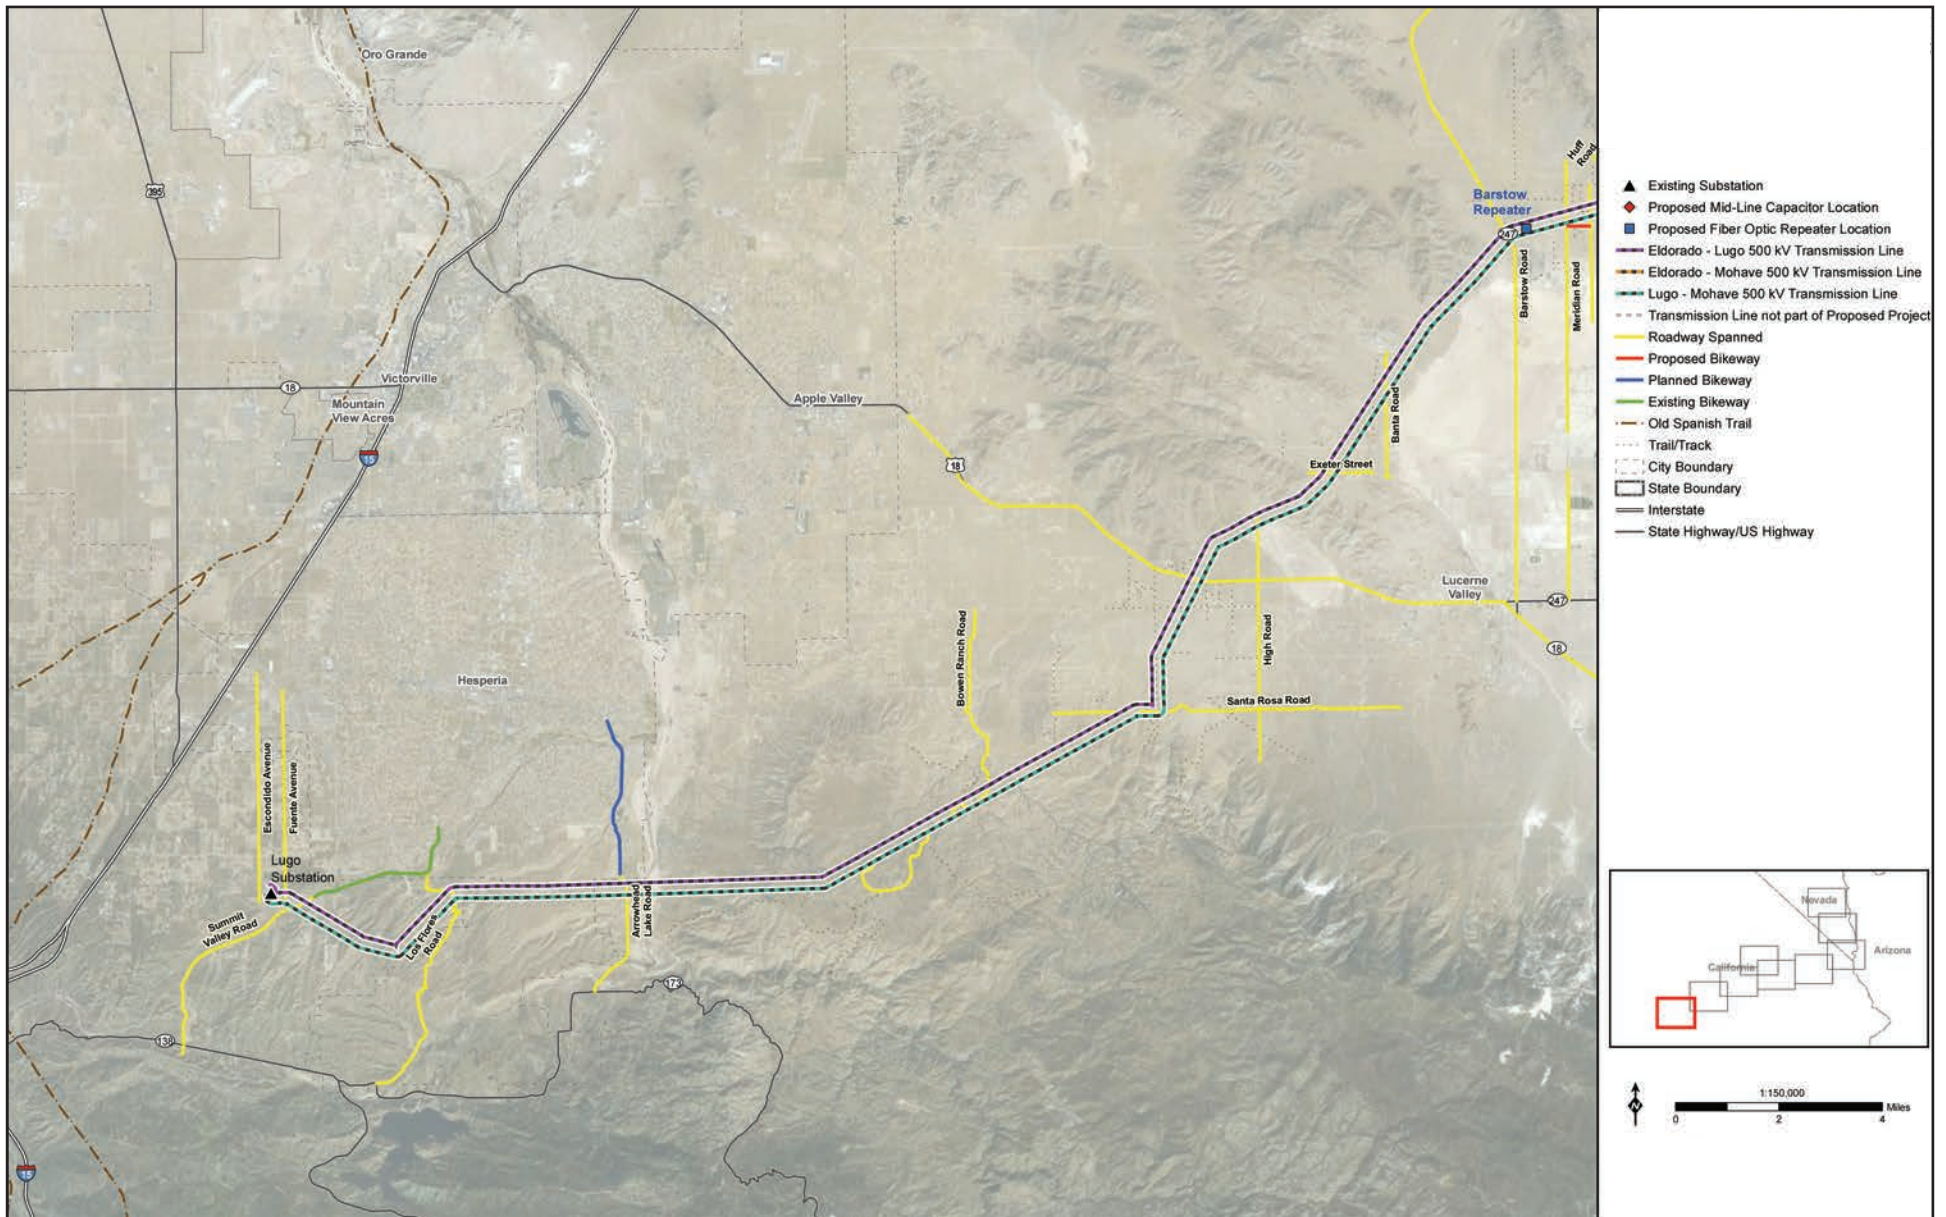 Oro Grande
395
Huff
Road
Barstow
Repeater
247
Barstow Road
Meridian Road
Victorville
18
Mountain
View Acres
15
Apple Valley
Banta Road
18
Exeter Street
Lucerne
Valley
247
Bowen Ranch Road
High Road
18
Hesperia
Santa Rosa Road
Escondido Avenue
Fuente Avenue
Lugo
Substation
Summit
Valley Road
Los Flores
Road
Arrowhead
Lake Road
173
138
15
Existing Substation
Proposed Mid-Line Capacitor Location
Proposed Fiber Optic Repeater Location
Eldorado - Lugo 500 kV Transmission Line
Eldorado - Mohave 500 kV Transmission Line
Lugo - Mohave 500 kV Transmission Line
Transmission Line not part of Proposed Project
Roadway Spanned
Proposed Bikeway
Planned Bikeway
Existing Bikeway
Old Spanish Trail
Trail/Track
City Boundary
State Boundary
Interstate
State Highway/US Highway
Nevada
Arizona
California
N
1:150,000
Miles
0 2 4